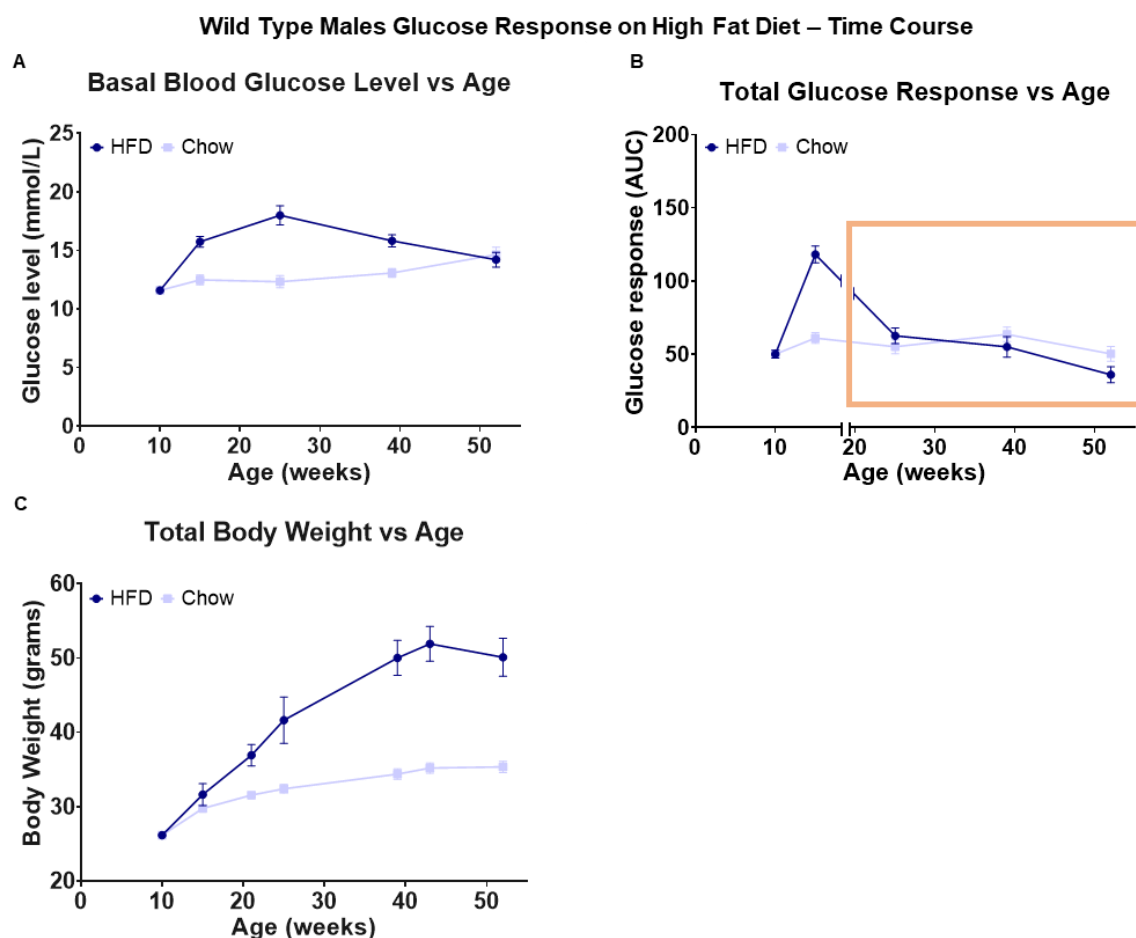 Wild Type Males Glucose Response on High Fat Diet – Time Course
A
Basal Blood Glucose Level vs Age
HFD Chow
Glucose level (mmol/L)
25
20
15
10
5
0
0 10 20 30 40 50
Age (weeks)
B
Total Glucose Response vs Age
HFD Chow
Glucose response (AUC)
200
150
100
50
0
0 10 20 30 40 50
Age (weeks)
C
Total Body Weight vs Age
HFD Chow
Body Weight (grams)
60
50
40
30
20
0 10 20 30 40 50
Age (weeks)